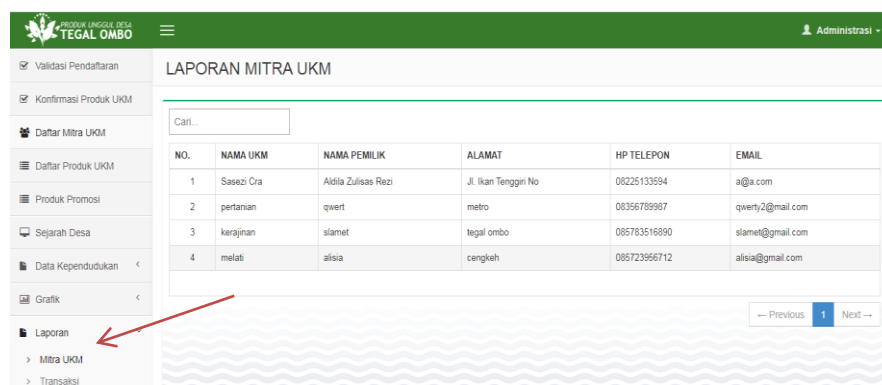 PRODUK UNGGUL DESA
TEGAL OMBO
Administrasi
Validasi Pendaftaran
Konfirmasi Produk UKM
Daftar Mitra UKM
Daftar Produk UKM
Produk Promosi
Sejarah Desa
Data Kependudukan
Grafik
Laporan
Mitra UKM
Transaksi
LAPORAN MITRA UKM
Cari...
NO. NAMA UKM NAMA PEMILIK ALAMAT HP TELEPON EMAIL
1 Sasezi Cra Aldila Zulisas Rezi Jl. Ikan Tenggiri No 08225133594 a@a.com
2 pertanian qwert metro 08356789987 qwerty2@mail.com
3 kerajinan slamet tegal ombo 085783516890 slamet@gmail.com
4 melati alisia cengkeh 085723956712 alisia@gmail.com
← Previous 1 Next →